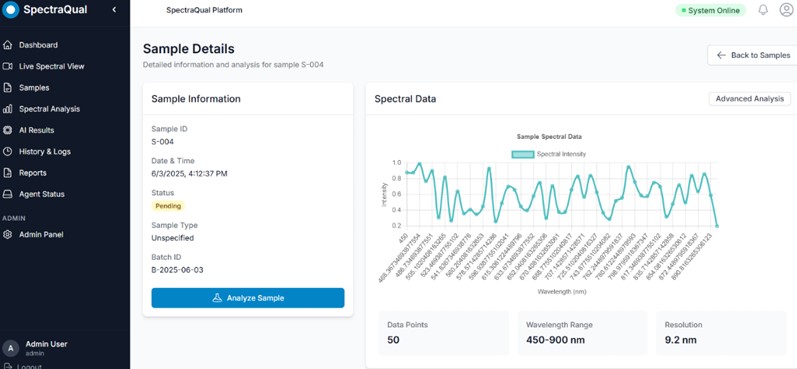 SpectraQual
SpectraQual Platform
System Online
Dashboard
Live Spectral View
Samples
Spectral Analysis
AI Results
History & Logs
Reports
Agent Status
ADMIN
Admin Panel
A
Admin User
admin
Logout
Sample Details
Detailed information and analysis for sample S-004
Back to Samples
Sample Information
Sample ID
S-004
Date & Time
6/3/2025, 4:12:37 PM
Status
Pending
Sample Type
Unspecified
Batch ID
B-2025-06-03
Analyze Sample
Spectral Data
Advanced Analysis
Sample Spectral Data
Spectral Intensity
Intensity
1.0
0.8
0.6
0.4
0.2
450
Wavelength (nm)
Data Points
50
Wavelength Range
450-900 nm
Resolution
9.2 nm